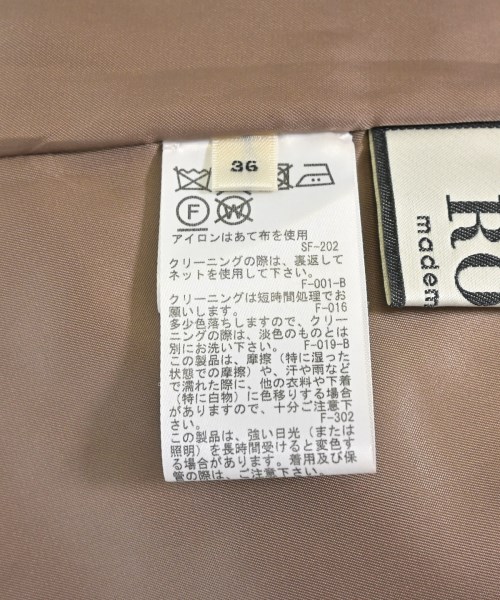 36
F
W
アイロンはあて布を使用
SF-202
クリーニングの際は、裏返して
ネットを使用して下さい。
F-001-B
クリーニングは短時間処理でお
願いします。
F-016
多少色落ちしますので、クリー
ニングの際は、淡色のものとは
別にお洗い下さい。
F-019-B
この製品は、摩擦(特に湿った
状態での摩擦)や、汗や雨など
で濡れた際に、他の衣料や下着
(特に白物)に色移りする場合
がありますので、十分ご注意下
さい。
F-302
この製品は、強い日光(または
照明)を長時間受けると変色す
る場合があります。着用及び保
管の際は、ご注意下さい。
RO
madem